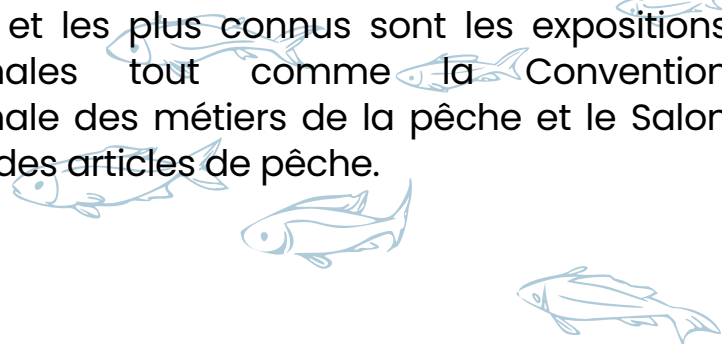 et les plus connus sont les expositions
nales tout comme la Convention
nale des métiers de la pêche et le Salon
des articles de pêche.